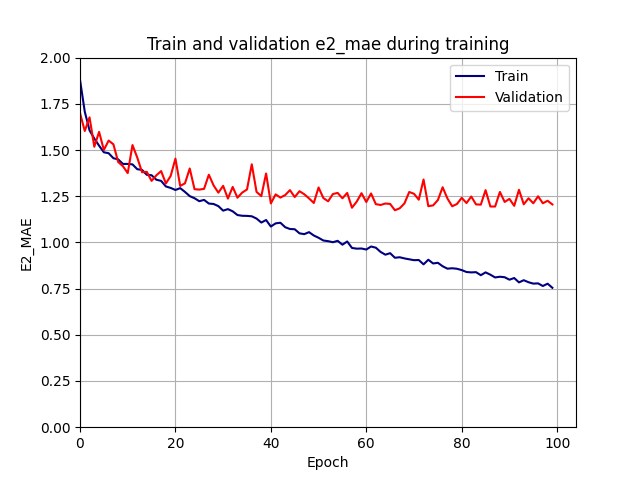 Train and validation e2_mae during training
Train
Validation
2.00
1.75
1.50
1.25
1.00
0.75
0.50
0.25
0.00
E2_MAE
0 20 40 60 80 100
Epoch